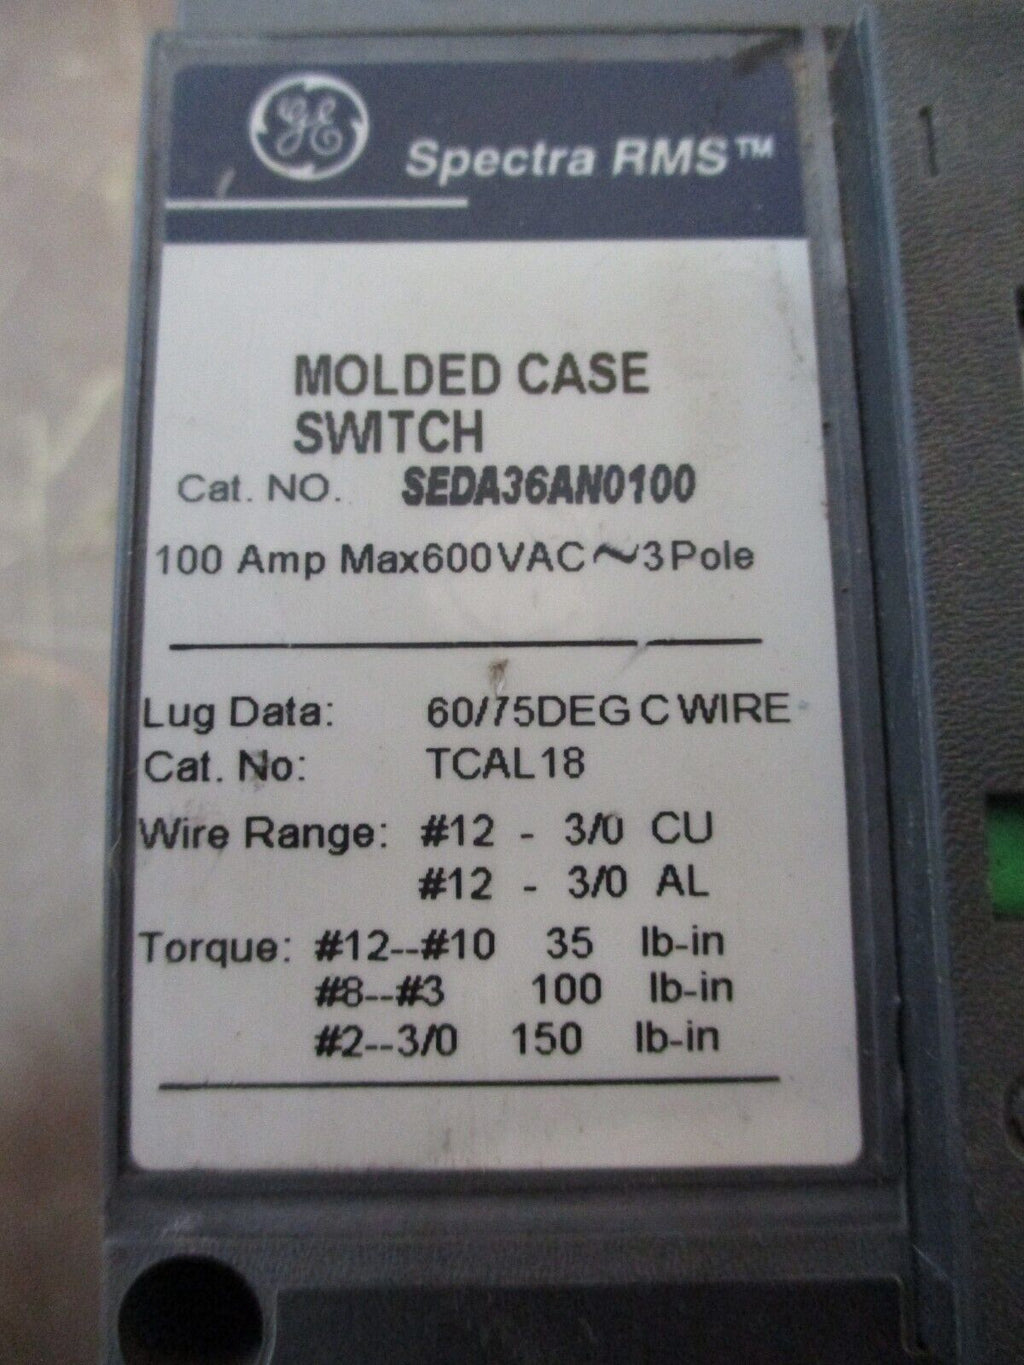 GE
Spectra RMS™
MOLDED CASE
SWITCH
Cat. NO. SEDA36AN0100
100 Amp Max600VAC~3Pole
Lug Data: 60/75DEG C WIRE
Cat. No: TCAL18
Wire Range: #12 - 3/0 CU
#12 - 3/0 AL
Torque: #12--#10 35 lb-in
#8--#3 100 lb-in
#2--3/0 150 lb-in